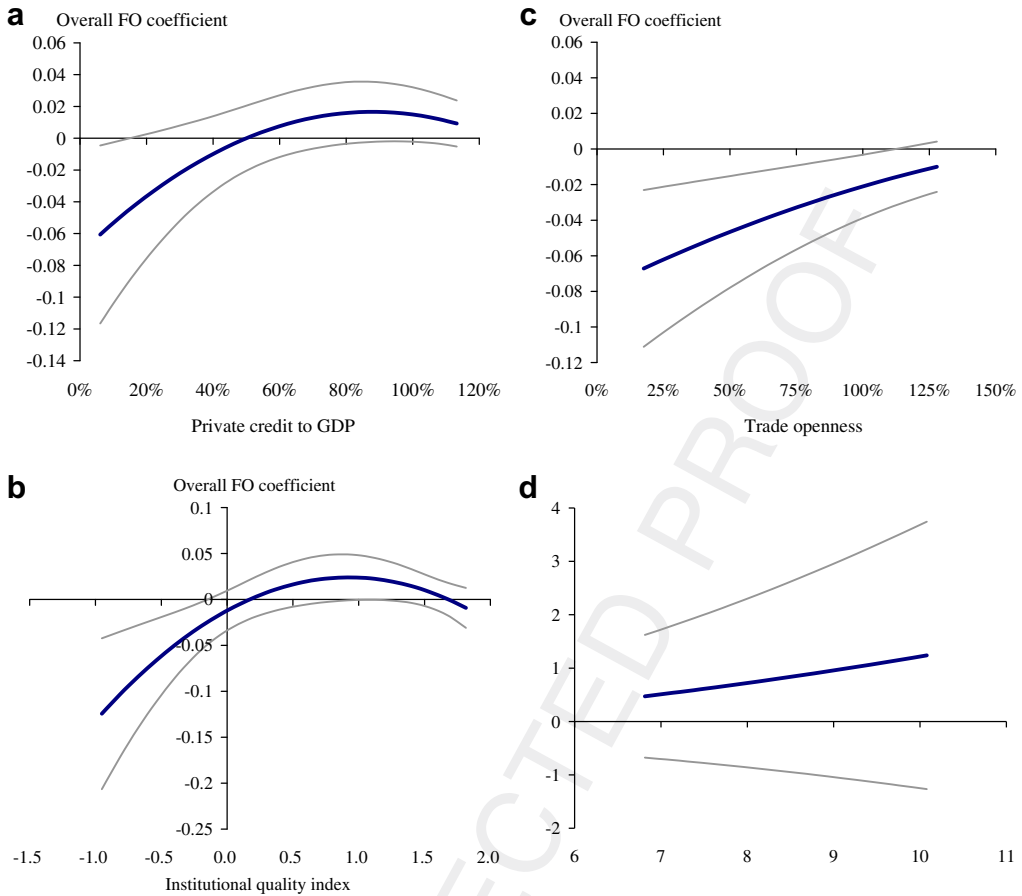 a
Overall FO coefficient
0.06
0.04
0.02
0
-0.02
-0.04
-0.06
-0.08
-0.1
-0.12
-0.14
0% 20% 40% 60% 80% 100% 120%
Private credit to GDP
c
Overall FO coefficient
0.06
0.04
0.02
0
-0.02
-0.04
-0.06
-0.08
-0.1
-0.12
0% 25% 50% 75% 100% 125% 150%
Trade openness
b
Overall FO coefficient
0.1
0.05
0
-0.05
-0.1
-0.15
-0.2
-0.25
-1.5 -1.0 -0.5 0.0 0.5 1.0 1.5 2.0
Institutional quality index
d
4
3
2
1
0
-1
-2
6 7 8 9 10 11
ECTED PROOF